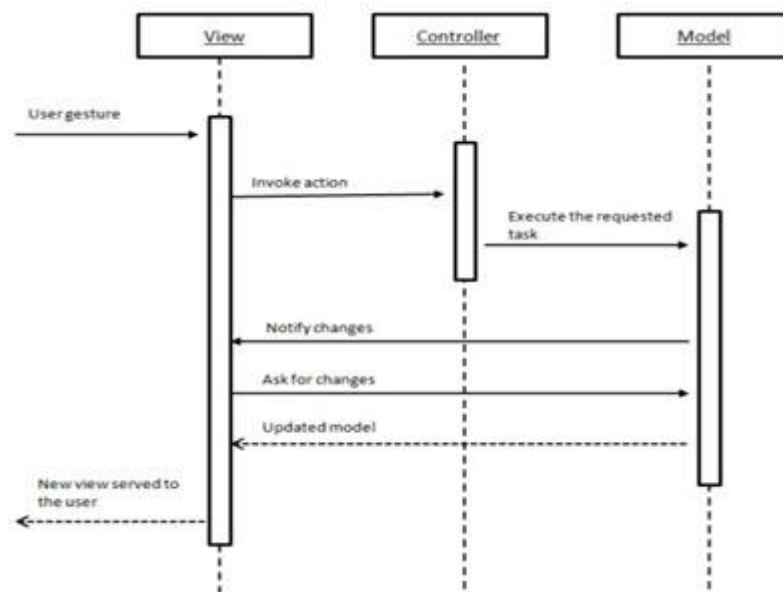 View
Controller
Model
User gesture
Invoke action
Execute the requested
task
Notify changes
Ask for changes
Updated model
New view served to
the user